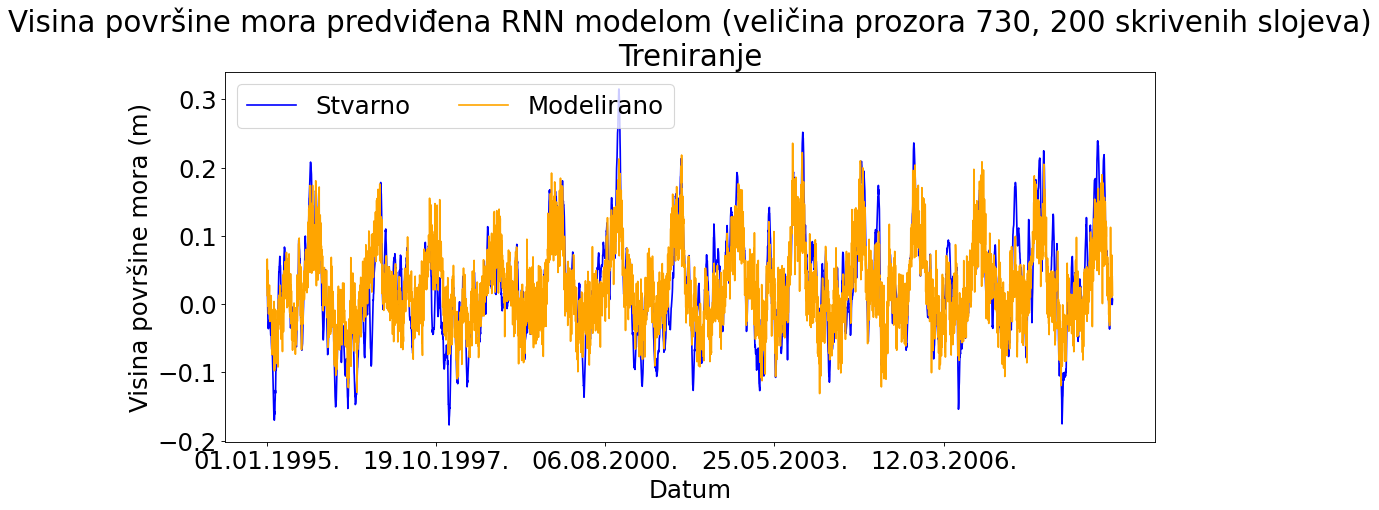 Visina površine mora predviđena RNN modelom (veličina prozora 730, 200 skrivenih slojeva)
Treniranje
Stvarno Modelirano
Visina površine mora (m)
0.3
0.2
0.1
0.0
−0.1
−0.2
01.01.1995. 19.10.1997. 06.08.2000. 25.05.2003. 12.03.2006.
Datum